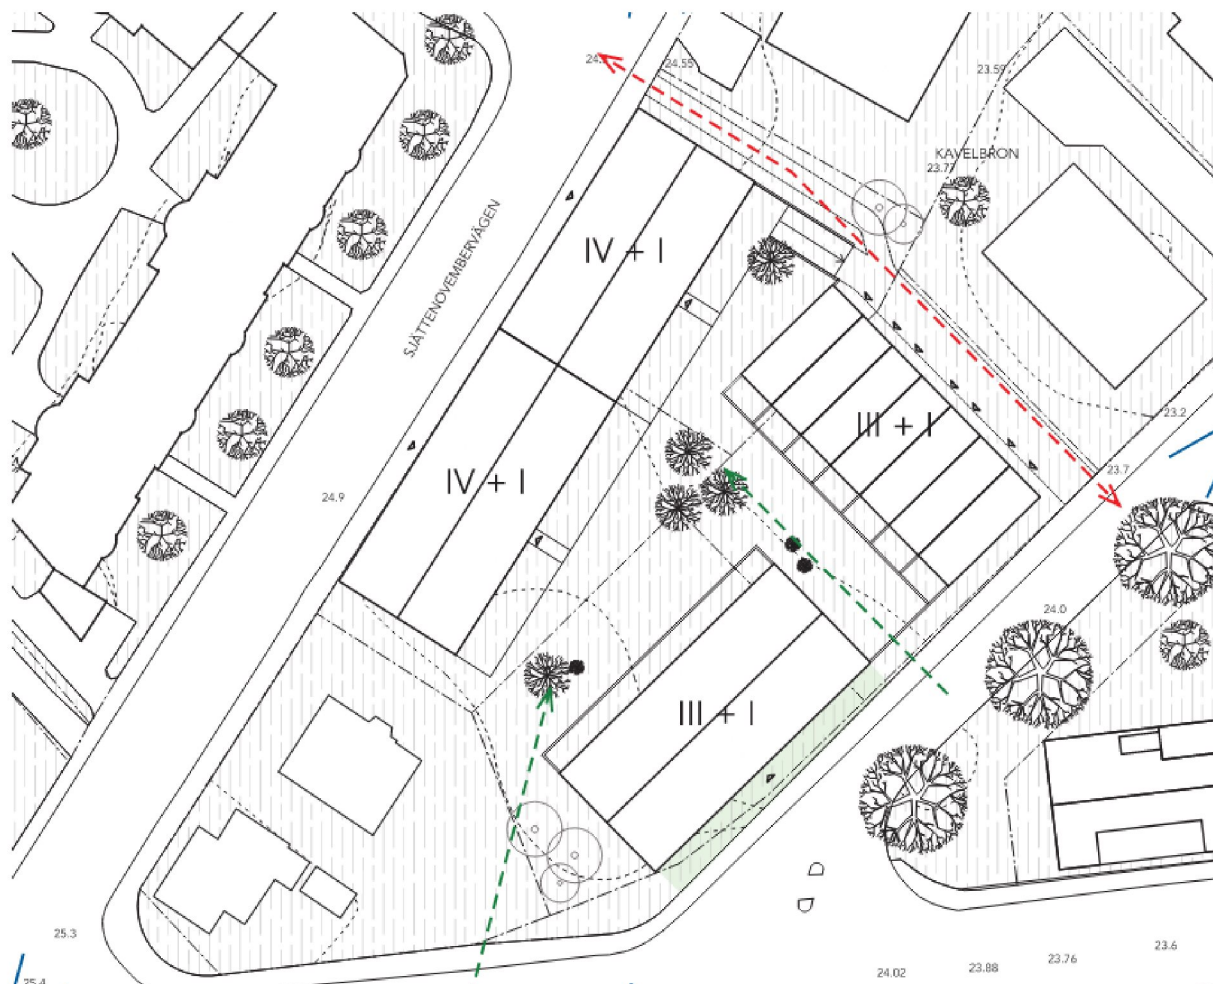 24.55
23.59
KAVELBRON
23.77
SJÄTTENOVEMBERVÄGEN
IV + I
III + I
23.2
23.7
IV + I
24.9
24.0
III + I
25.3
25.4
24.02
23.88
23.76
23.6